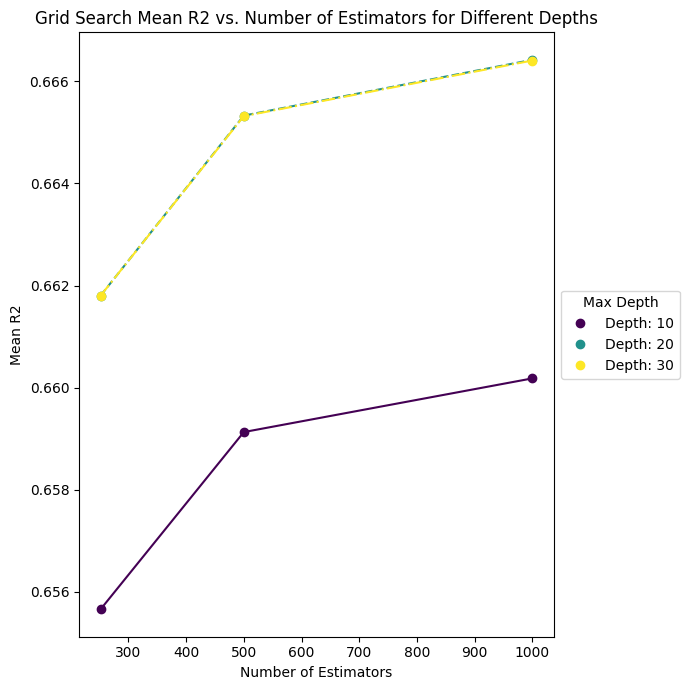 Grid Search Mean R2 vs. Number of Estimators for Different Depths
0.666
0.664
0.662
0.660
0.658
0.656
Mean R2
300 400 500 600 700 800 900 1000
Number of Estimators
Max Depth
Depth: 10
Depth: 20
Depth: 30